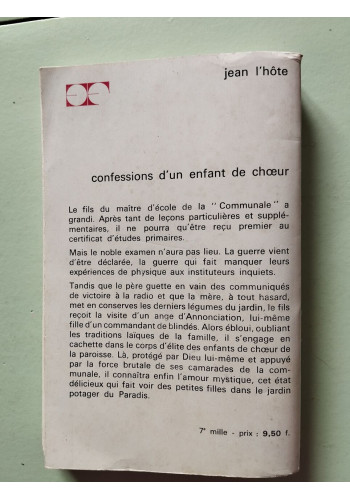 jean l'hôte
confessions d'un enfant de chœur
Le fils du maître d'école de la "Communale" a
grandi. Après tant de leçons particulières et supplé-
mentaires, il ne pourra qu'être reçu premier au
certificat d'études primaires.
Mais le noble examen n'aura pas lieu. La guerre vient
d'être déclarée, la guerre qui fait manquer leurs
expériences de physique aux instituteurs inquiets.
Tandis que le père guette en vain des communiqués
de victoire à la radio et que la mère, à tout hasard,
met en conserves les derniers légumes du jardin, le fils
reçoit la visite d'un ange d'Annonciation, lui-même
fille d'un commandant de blindés. Alors ébloui, oubliant
les traditions laïques de la famille, il s'engage en
cachette dans le corps d'élite des enfants de chœur de
la paroisse. Là, protégé par Dieu lui-même et appuyé
par la force brutale de ses camarades de la com-
munale, il connaîtra enfin l'amour mystique, cet état
délicieux qui fait voir des petites filles dans le jardin
potager du Paradis.
7e mille - prix : 9,50 f.